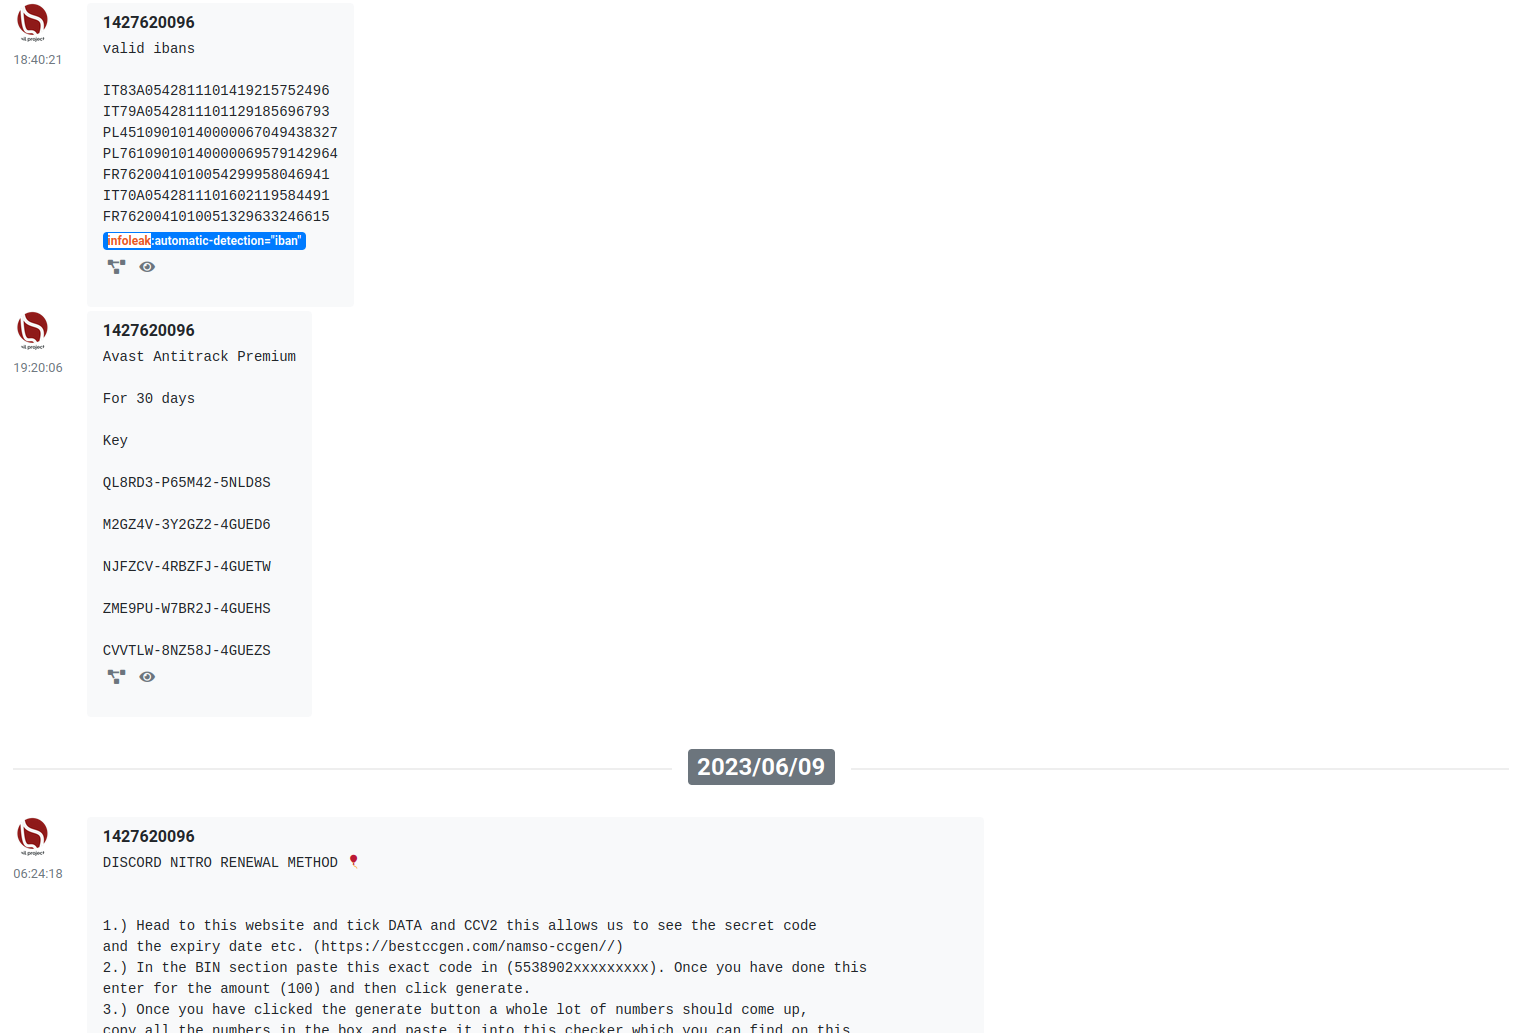 1427620096
18:40:21
valid ibans
IT83A0542811101419215752496
IT79A0542811101129185696793
PL45109010140000067049438327
PL76109010140000069579142964
FR7620041010054299958046941
IT70A0542811101602119584491
FR7620041010051329633246615
infoleak:automatic-detection="iban"
1427620096
19:20:06
Avast Antitrack Premium
For 30 days
Key
QL8RD3-P65M42-5NLD8S
M2GZ4V-3Y2GZ2-4GUED6
NJFZCV-4RBZFJ-4GUETW
ZME9PU-W7BR2J-4GUEHS
CVVTLW-8NZ58J-4GUEZS
2023/06/09
1427620096
06:24:18
DISCORD NITRO RENEWAL METHOD 🎈
1.) Head to this website and tick DATA and CCV2 this allows us to see the secret code
and the expiry date etc. (https://bestccgen.com/namso-ccgen//)
2.) In the BIN section paste this exact code in (5538902xxxxxxxxx). Once you have done this
enter for the amount (100) and then click generate.
3.) Once you have clicked the generate button a whole lot of numbers should come up,
copy all the numbers in the box and paste it into this checker which you can find on this